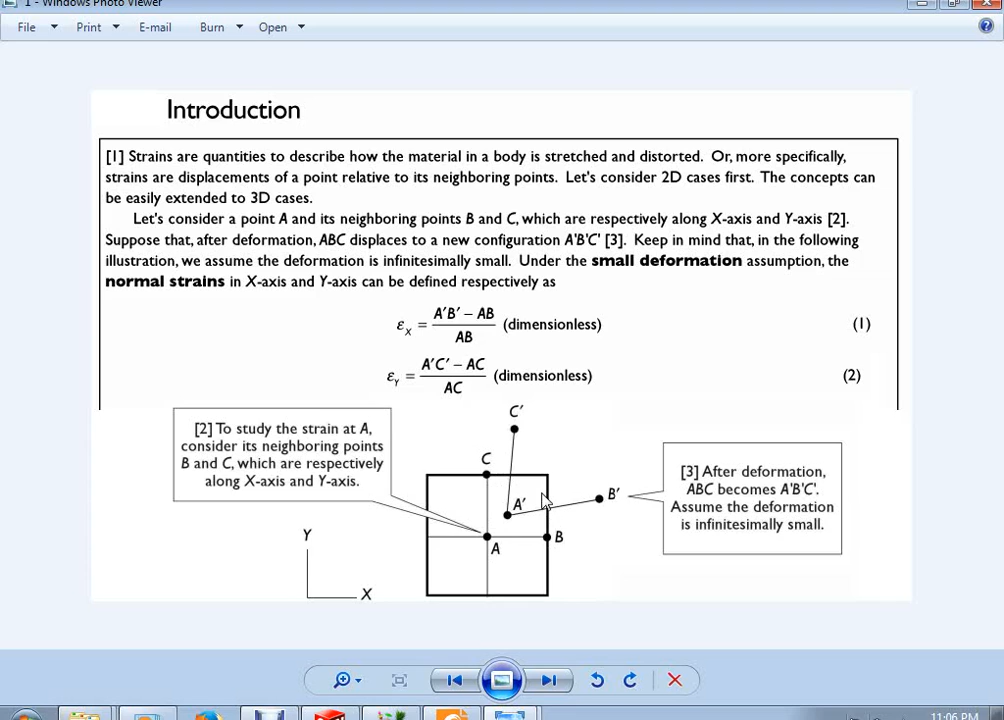 1 - Windows Photo Viewer
File Print E-mail Burn Open
Introduction
[1] Strains are quantities to describe how the material in a body is stretched and distorted. Or, more specifically,
strains are displacements of a point relative to its neighboring points. Let's consider 2D cases first. The concepts can
be easily extended to 3D cases.
Let's consider a point A and its neighboring points B and C, which are respectively along X-axis and Y-axis [2].
Suppose that, after deformation, ABC displaces to a new configuration A'B'C' [3]. Keep in mind that, in the following
illustration, we assume the deformation is infinitesimally small. Under the small deformation assumption, the
normal strains in X-axis and Y-axis can be defined respectively as
ε_X = (A'B' − AB) / AB (dimensionless) (1)
ε_Y = (A'C' − AC) / AC (dimensionless) (2)
[2] To study the strain at A,
consider its neighboring points
B and C, which are respectively
along X-axis and Y-axis.
C'
C
A'
B'
B
A
[3] After deformation,
ABC becomes A'B'C'.
Assume the deformation
is infinitesimally small.
Y
X
11:06 PM